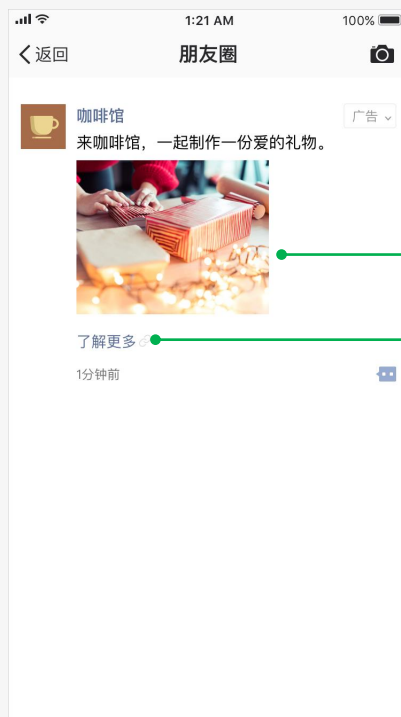 1:21 AM
100%
返回
朋友圈
咖啡馆
广告
来咖啡馆，一起制作一份爱的礼物。
了解更多
1分钟前